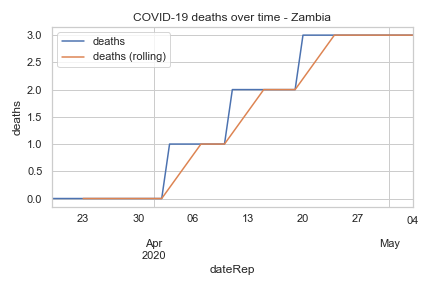 COVID-19 deaths over time - Zambia
deaths
deaths (rolling)
deaths
3.0
2.5
2.0
1.5
1.0
0.5
0.0
23 30 06 13 20 27 04
Apr May
2020
dateRep